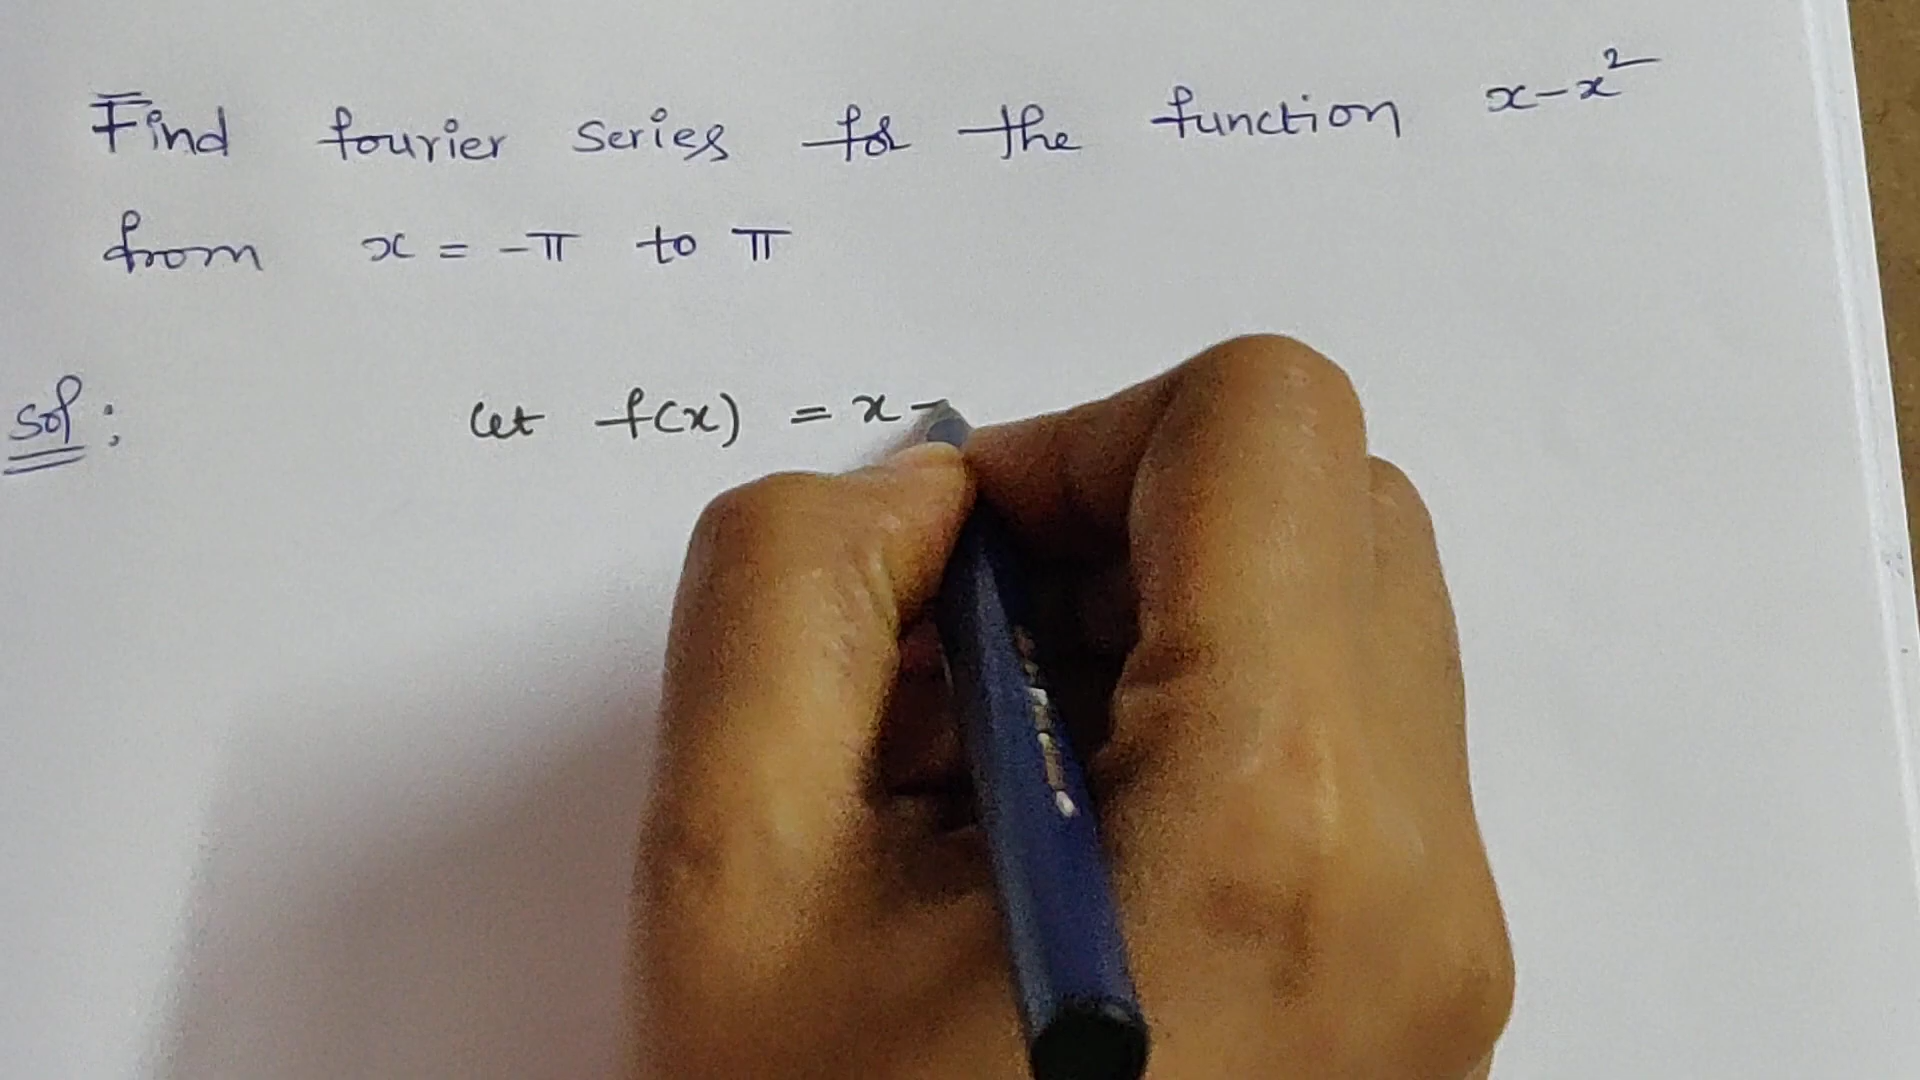 Find fourier series for the function x-x²
from x = -π to π
Sol: Let f(x) = x-